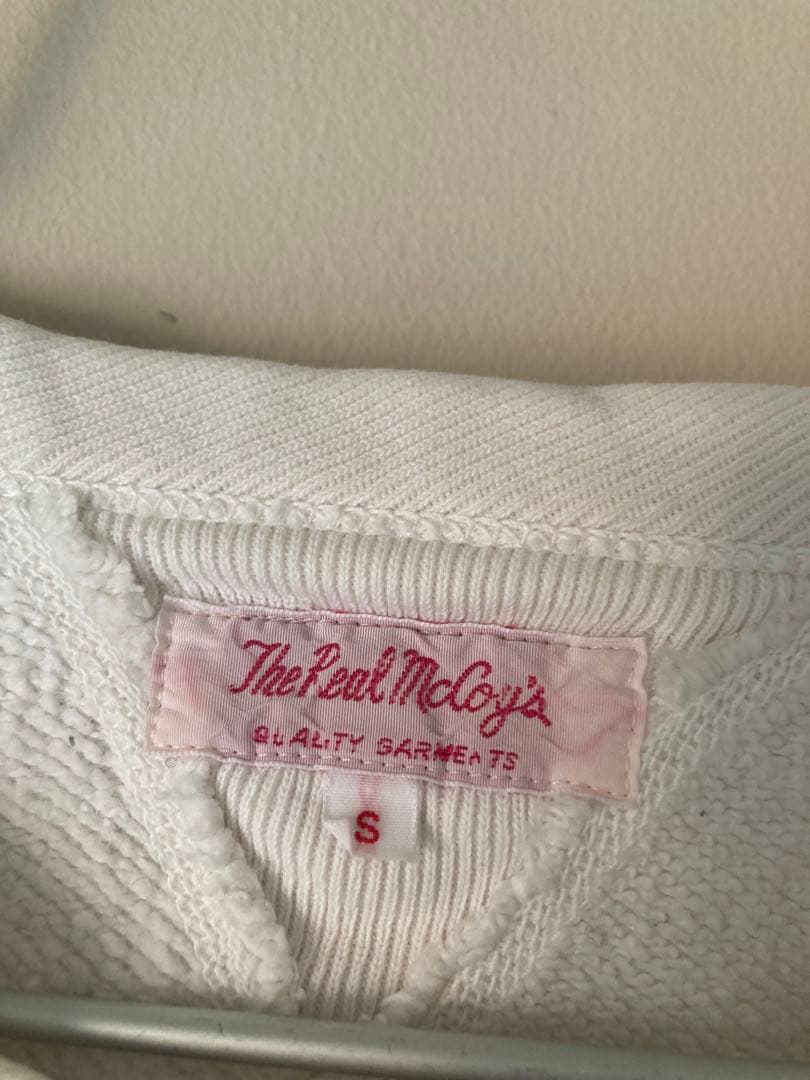 The Real McCoy's
QUALITY GARMENTS
S